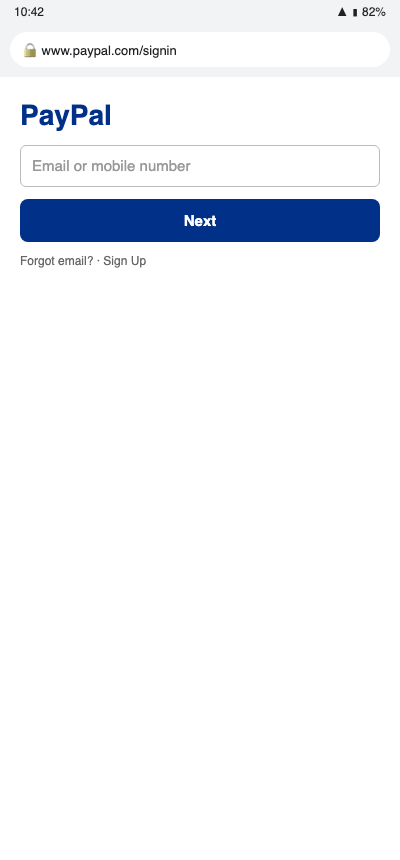 10:42 82%
www.paypal.com/signin
PayPal
Email or mobile number
Next
Forgot email? · Sign Up